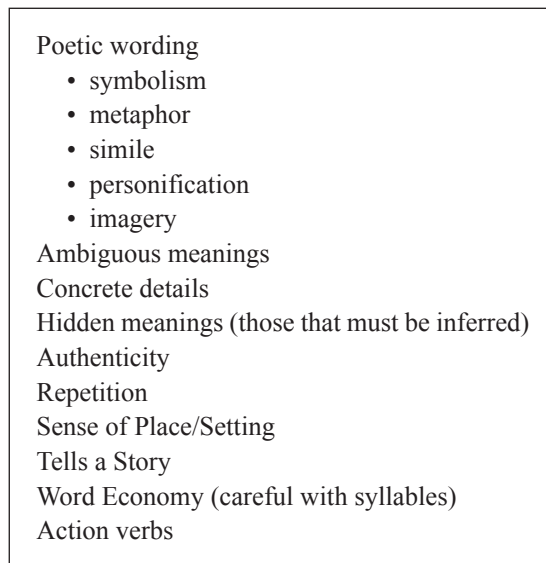 Poetic wording
• symbolism
• metaphor
• simile
• personification
• imagery
Ambiguous meanings
Concrete details
Hidden meanings (those that must be inferred)
Authenticity
Repetition
Sense of Place/Setting
Tells a Story
Word Economy (careful with syllables)
Action verbs